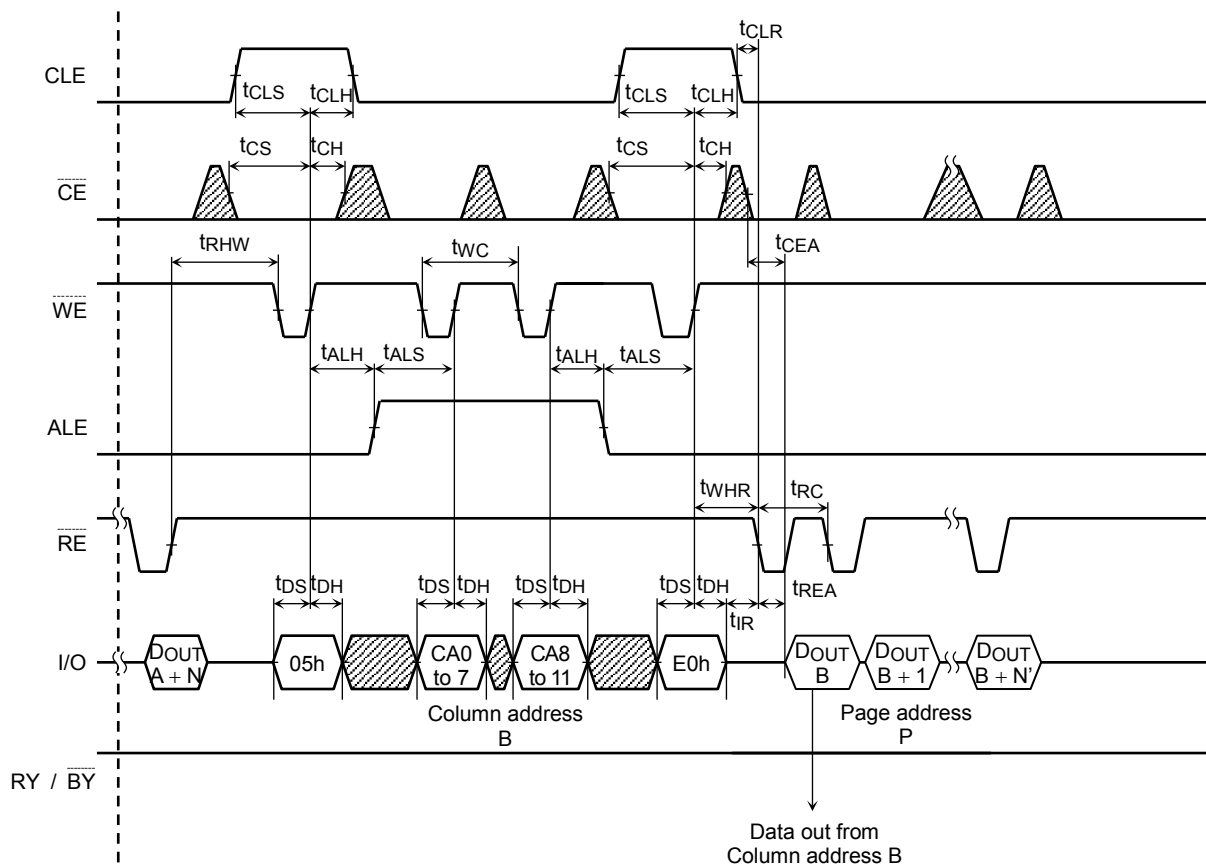 tCLR
CLE
tCLS tCLH tCLS tCLH
tCS tCH tCS tCH
CE
tRHW tWC tCEA
WE
tALH tALS tALH tALS
ALE
tWHR tRC
RE
tDS tDH tDS tDH tDS tDH tDS tDH tREA
tIR
I/O
DOUT
A + N
05h
CA0
to 7
CA8
to 11
E0h
DOUT
B
DOUT
B + 1
DOUT
B + N’
Column address
B
Page address
P
RY / BY
Data out from
Column address B